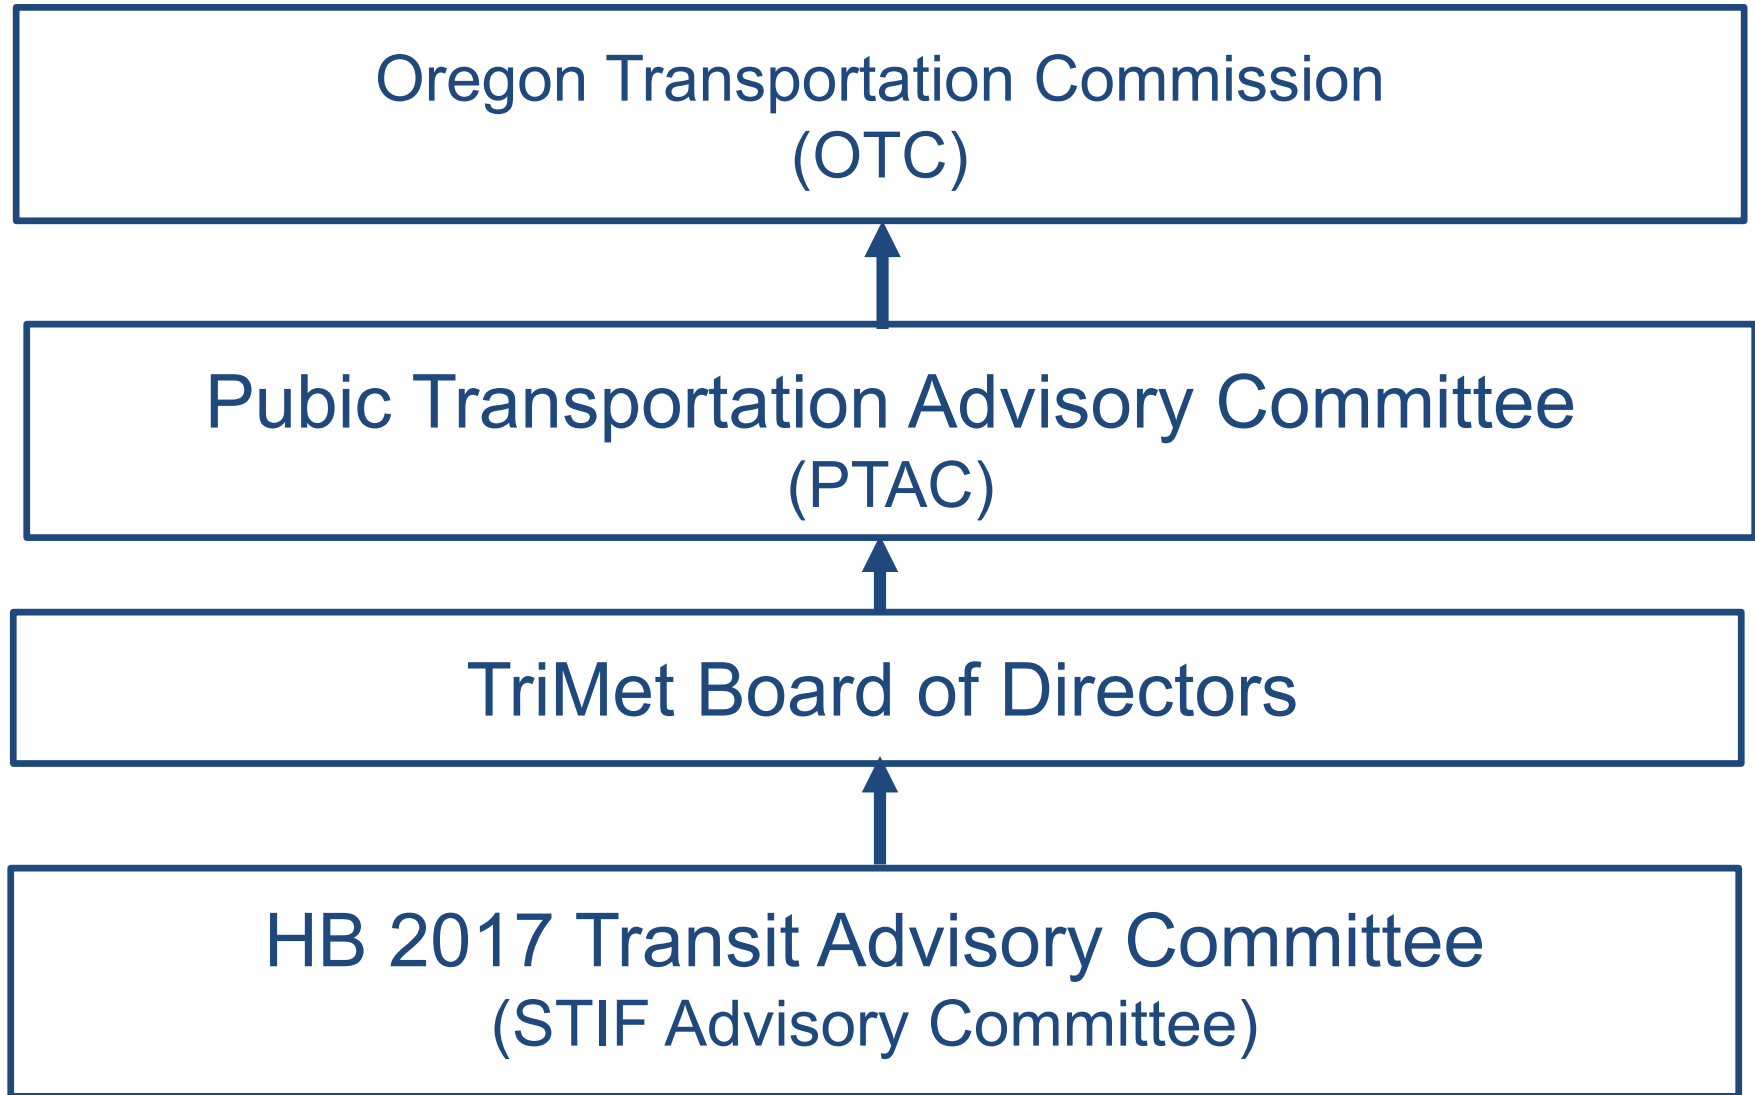 Oregon Transportation Commission
(OTC)
Pubic Transportation Advisory Committee
(PTAC)
TriMet Board of Directors
HB 2017 Transit Advisory Committee
(STIF Advisory Committee)